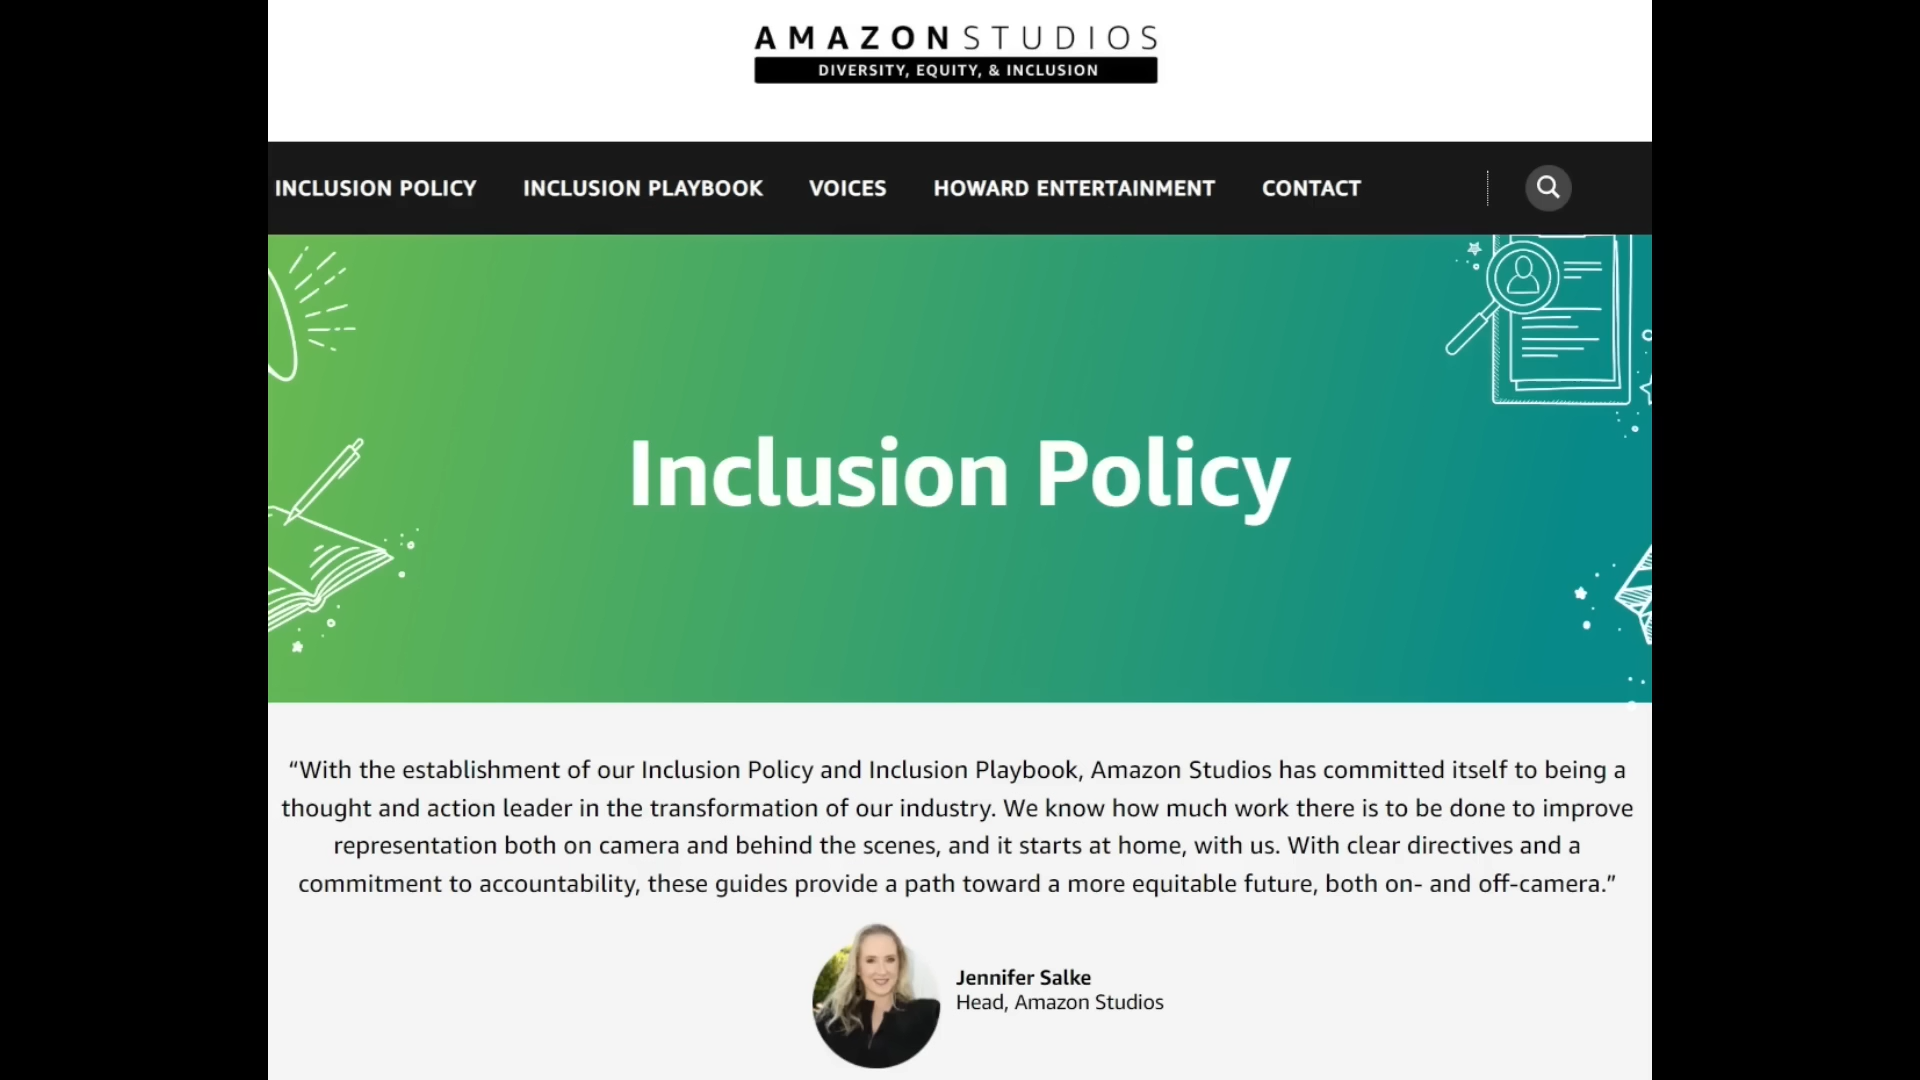 AMAZON STUDIOS
DIVERSITY, EQUITY, & INCLUSION
INCLUSION POLICY INCLUSION PLAYBOOK VOICES HOWARD ENTERTAINMENT CONTACT
Inclusion Policy
“With the establishment of our Inclusion Policy and Inclusion Playbook, Amazon Studios has committed itself to being a
thought and action leader in the transformation of our industry. We know how much work there is to be done to improve
representation both on camera and behind the scenes, and it starts at home, with us. With clear directives and a
commitment to accountability, these guides provide a path toward a more equitable future, both on- and off-camera.”
Jennifer Salke
Head, Amazon Studios